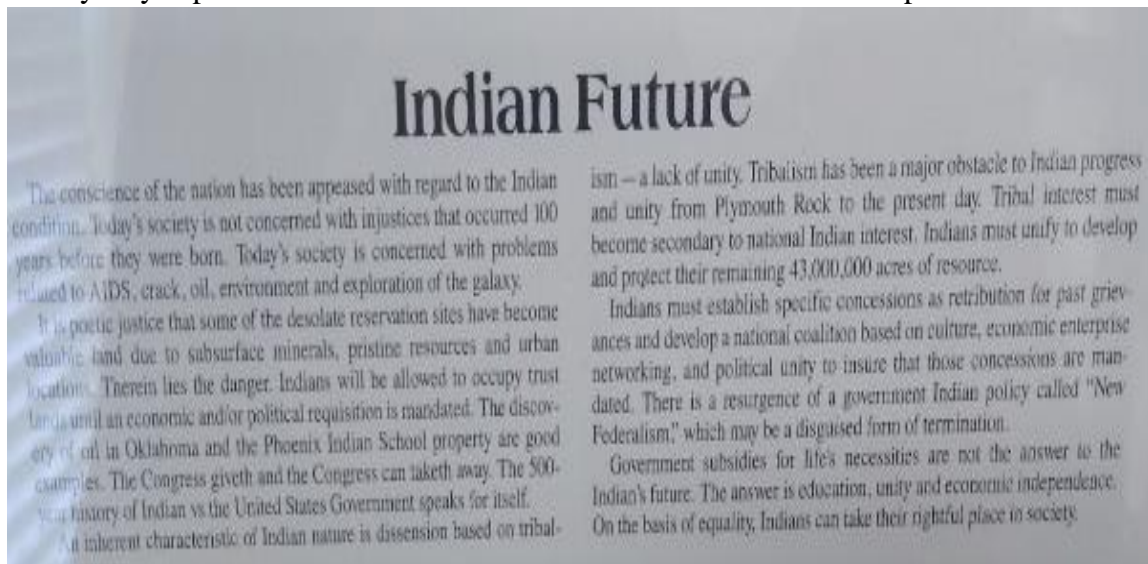 Indian Future
The conscience of the nation has been appeased with regard to the Indian
condition. Today's society is not concerned with injustices that occurred 100
years before they were born. Today's society is concerned with problems
related to AIDS, crack, oil, environment and exploration of the galaxy.
It is poetic justice that some of the desolate reservation sites have become
valuable land due to subsurface minerals, pristine resources and urban
locations. Therein lies the danger. Indians will be allowed to occupy trust
lands until an economic and/or political requisition is mandated. The discov-
ery of oil in Oklahoma and the Phoenix Indian School property are good
examples. The Congress giveth and the Congress can taketh away. The 500-
year history of Indian vs the United States Government speaks for itself.
An inherent characteristic of Indian nature is dissension based on tribal-
ism — a lack of unity. Tribalism has been a major obstacle to Indian progress
and unity from Plymouth Rock to the present day. Tribal interest must
become secondary to national Indian interest. Indians must unify to develop
and protect their remaining 43,000,000 acres of resource.
Indians must establish specific concessions as retribution for past griev-
ances and develop a national coalition based on culture, economic enterprise
networking, and political unity to insure that those concessions are man-
dated. There is a resurgence of a government Indian policy called "New
Federalism," which may be a disguised form of termination.
Government subsidies for life's necessities are not the answer to the
Indian's future. The answer is education, unity and economic independence.
On the basis of equality, Indians can take their rightful place in society.